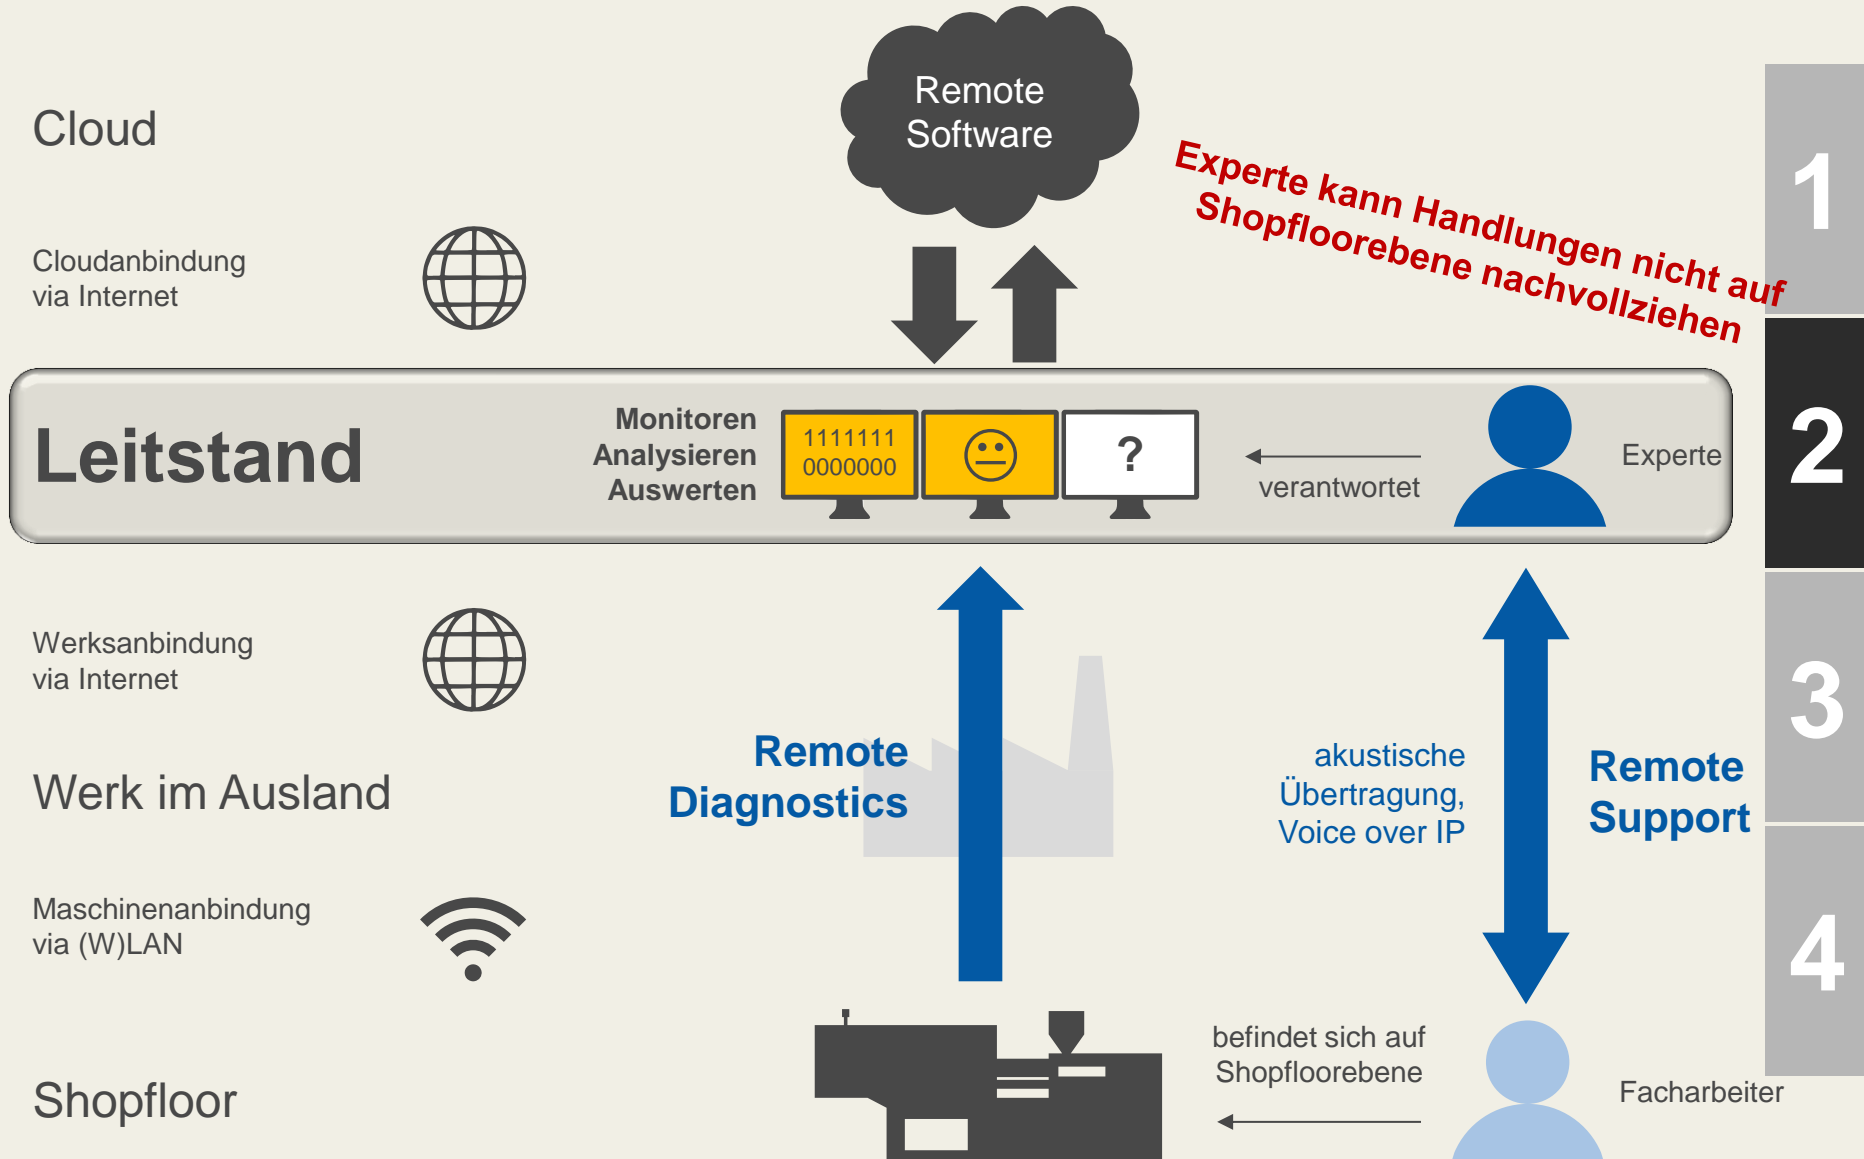 Remote
Software
Cloud
Experte kann Handlungen nicht auf
Shopfloorebene nachvollziehen
1
Cloudanbindung
via Internet
Leitstand
Monitoren
Analysieren
Auswerten
1111111
0000000
?
verantwortet
Experte
2
Werksanbindung
via Internet
3
Remote
Diagnostics
akustische
Übertragung,
Voice over IP
Remote
Support
Werk im Ausland
Maschinenanbindung
via (W)LAN
4
befindet sich auf
Shopfloorebene
Shopfloor
Facharbeiter